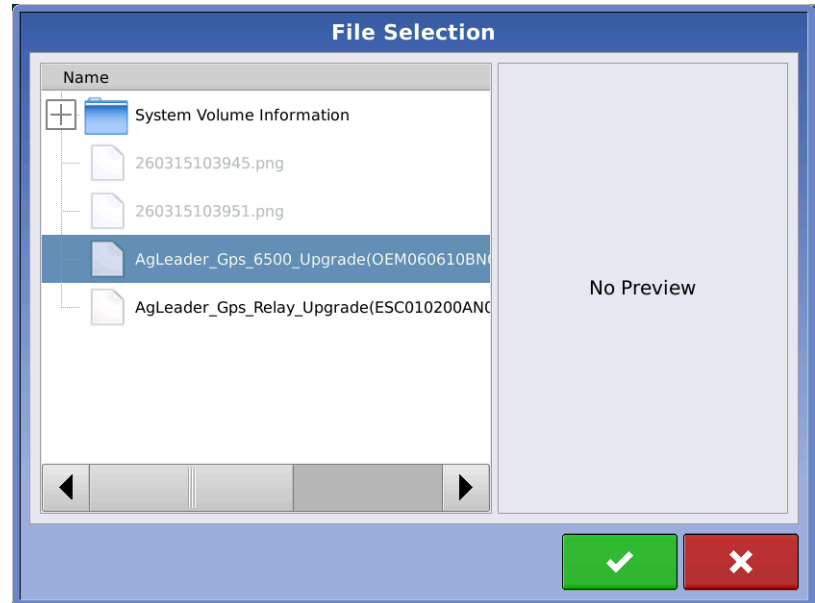 File Selection
Name
System Volume Information
260315103945.png
260315103951.png
AgLeader_Gps_6500_Upgrade(OEM060610BN
AgLeader_Gps_Relay_Upgrade(ESC010200AN
No Preview